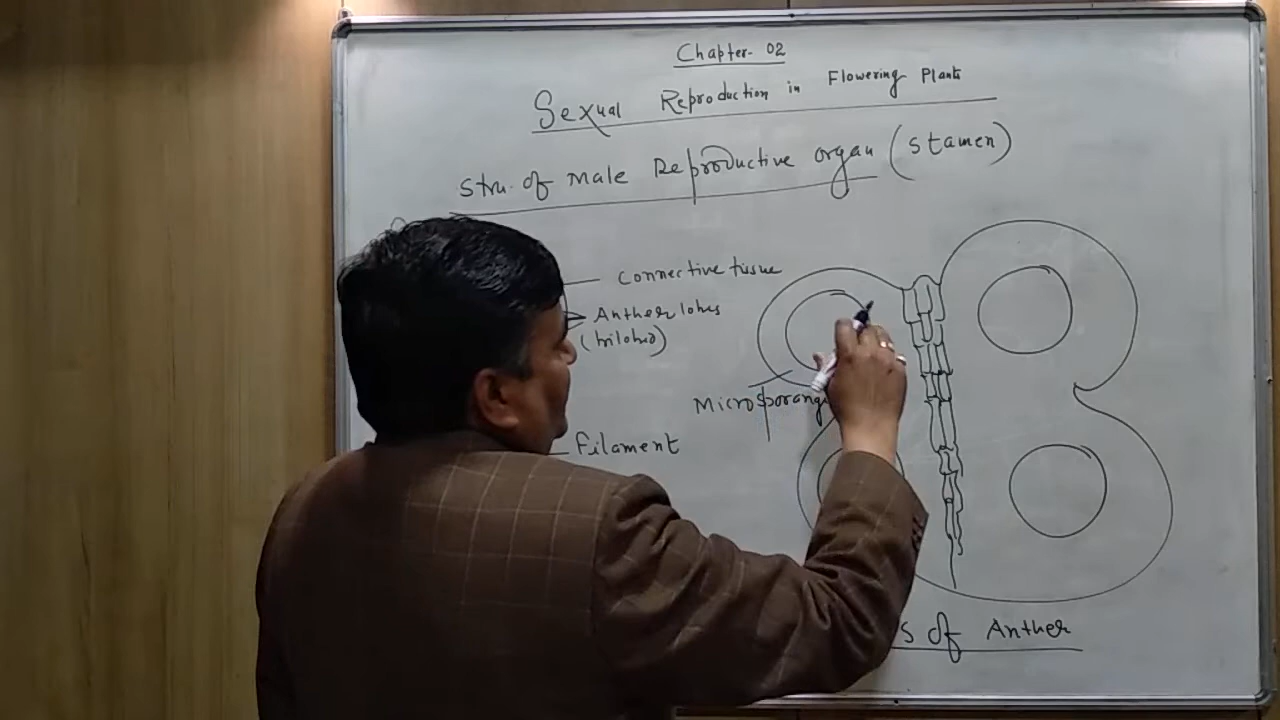 Chapter- 02
Sexual Reproduction in Flowering Plants
Stru. of Male Reproductive organ (Stamen)
Connective tissue
Anther lobes
(bilobed)
Microsporang
Filament
S of Anther